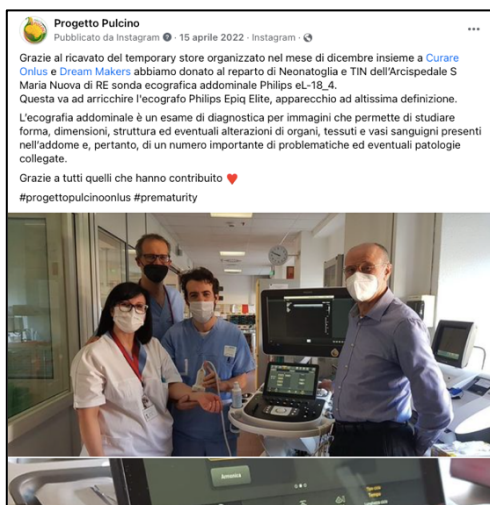 Progetto Pulcino
Pubblicato da Instagram · 15 aprile 2022 · Instagram ·
Grazie al ricavato del temporary store organizzato nel mese di dicembre insieme a Curare
Onlus e Dream Makers abbiamo donato al reparto di Neonatoglia e TIN dell'Arcispedale S
Maria Nuova di RE sonda ecografica addominale Philips eL-18_4.
Questa va ad arricchire l'ecografo Philips Epiq Elite, apparecchio ad altissima definizione.
L'ecografia addominale è un esame di diagnostica per immagini che permette di studiare
forma, dimensioni, struttura ed eventuali alterazioni di organi, tessuti e vasi sanguigni presenti
nell'addome e, pertanto, di un numero importante di problematiche ed eventuali patologie
collegate.
Grazie a tutti quelli che hanno contribuito ❤️
#progettopulcinoonlus #prematurity